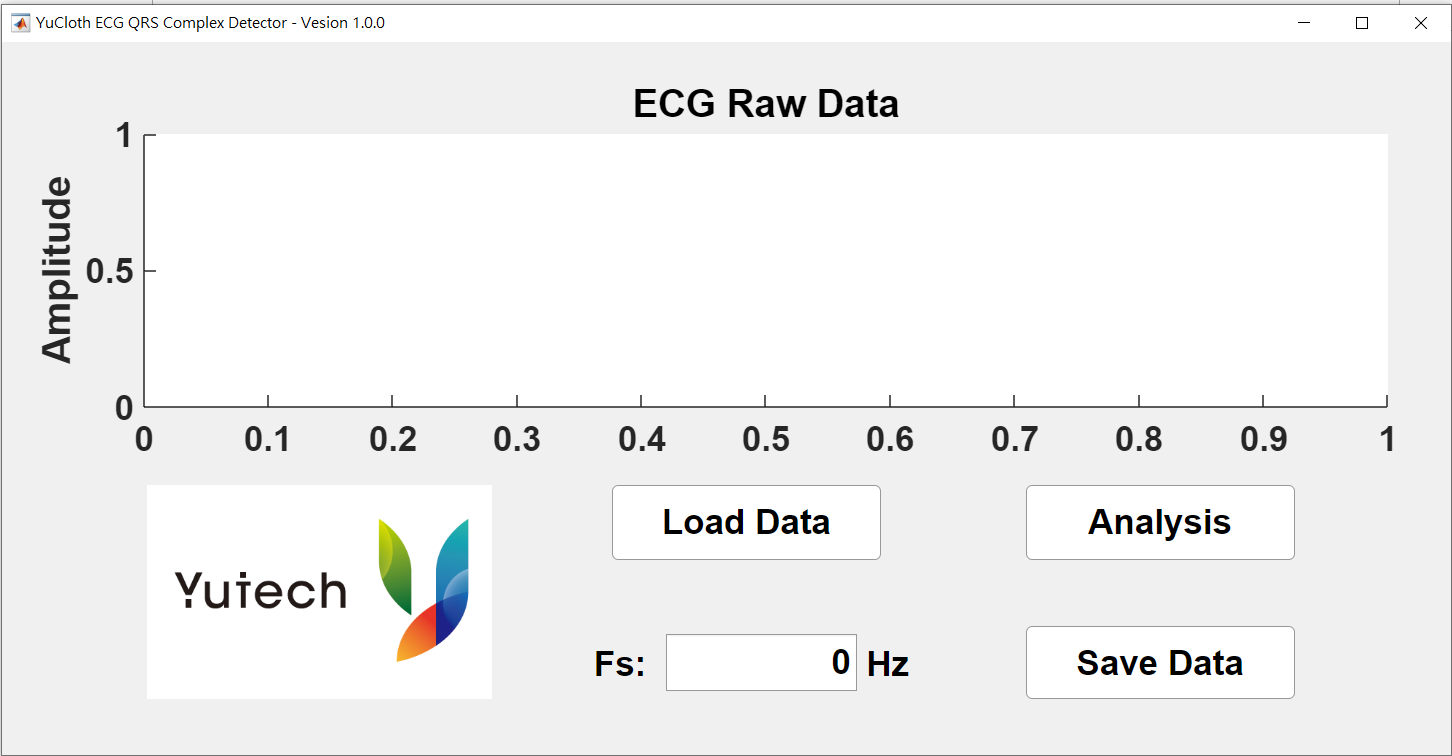 YuCloth ECG QRS Complex Detector - Vesion 1.0.0
ECG Raw Data
Amplitude
1
0.5
0
0 0.1 0.2 0.3 0.4 0.5 0.6 0.7 0.8 0.9 1
Load Data
Analysis
Yutech
Fs: 0 Hz
Save Data